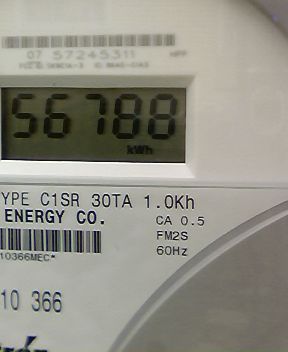 07 57245311
56788
kWh
YPE C1SR 30TA 1.0Kh
ENERGY CO.
CA 0.5
FM2S
60Hz
10366MEC*
10 366